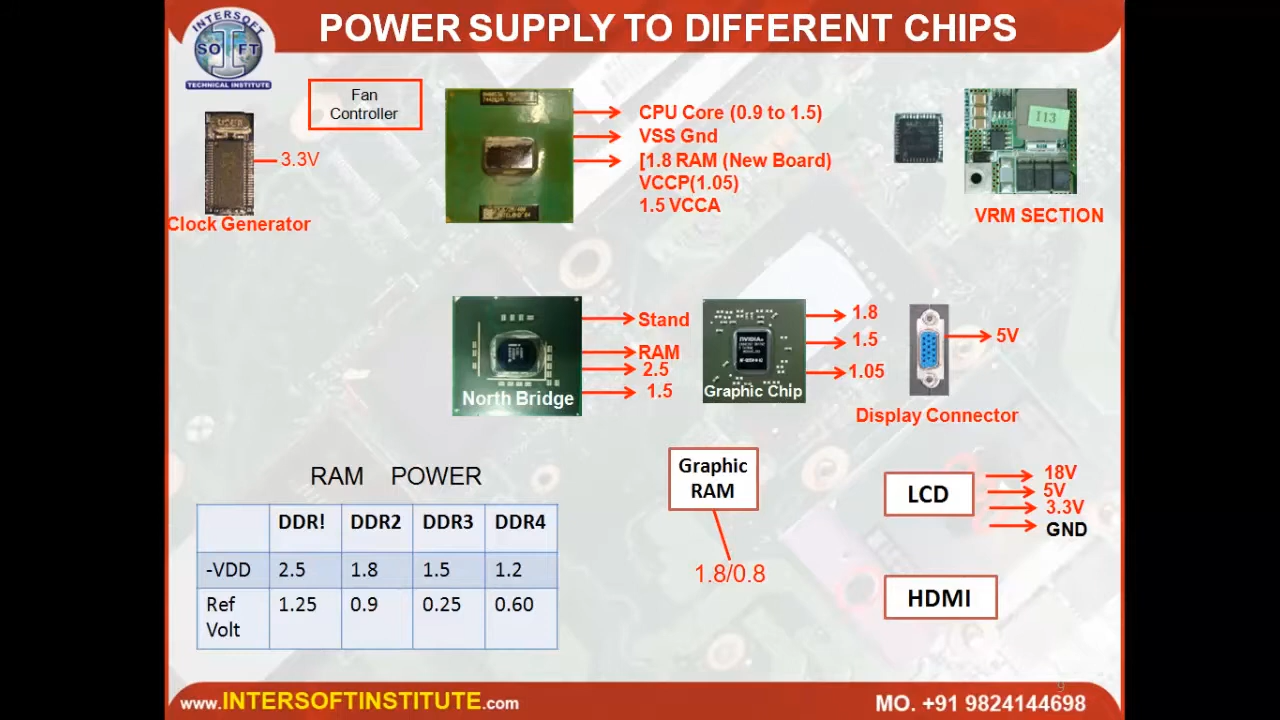 POWER SUPPLY TO DIFFERENT CHIPS
INTERSOFT
SOFT
TECHNICAL INSTITUTE
Fan
Controller
3.3V
Clock Generator
CPU Core (0.9 to 1.5)
VSS Gnd
[1.8 RAM (New Board)
VCCP(1.05)
1.5 VCCA
I13
VRM SECTION
Stand
RAM
2.5
1.5
North Bridge
NVIDIA
1.8
1.5
1.05
Graphic Chip
5V
Display Connector
RAM POWER
DDR! DDR2 DDR3 DDR4
-VDD 2.5 1.8 1.5 1.2
Ref Volt 1.25 0.9 0.25 0.60
Graphic
RAM
1.8/0.8
LCD
18V
5V
3.3V
GND
HDMI
9
www.INTERSOFTINSTITUTE.com
MO. +91 9824144698